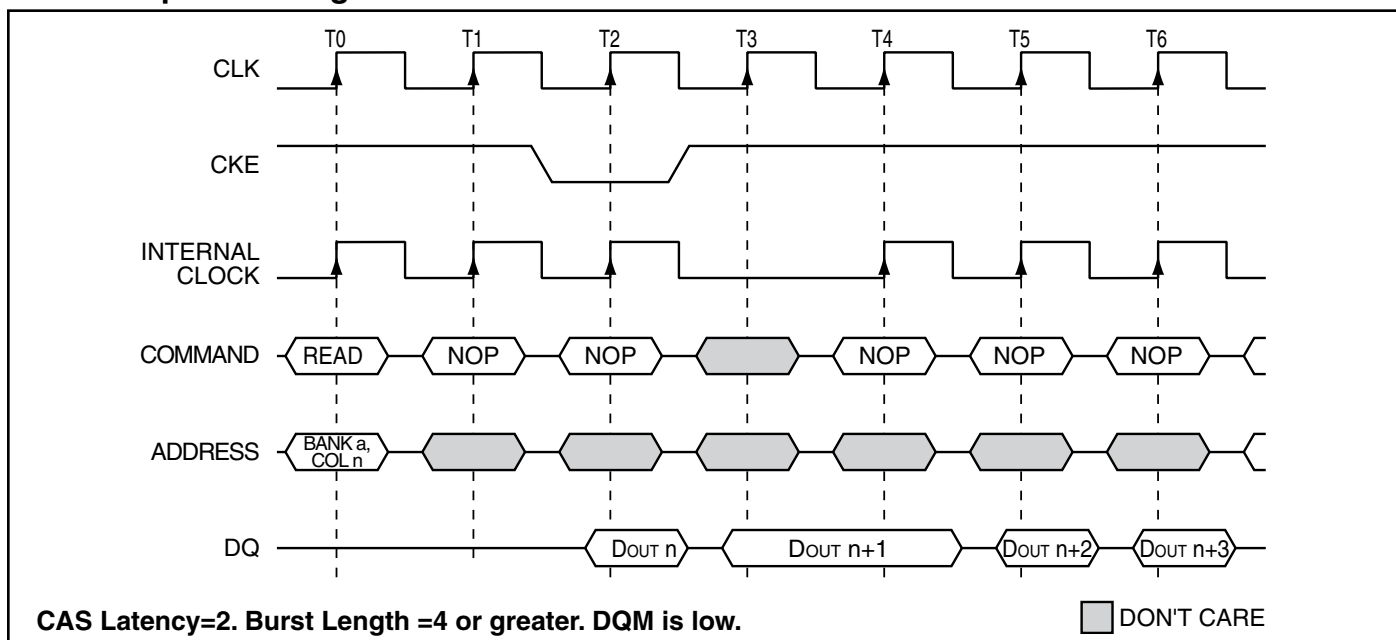 T0 T1 T2 T3 T4 T5 T6
CLK
CKE
INTERNAL
CLOCK
COMMAND READ NOP NOP NOP NOP NOP
ADDRESS BANK a,
COL n
DQ DOUT n DOUT n+1 DOUT n+2 DOUT n+3
CAS Latency=2. Burst Length =4 or greater. DQM is low. DON'T CARE